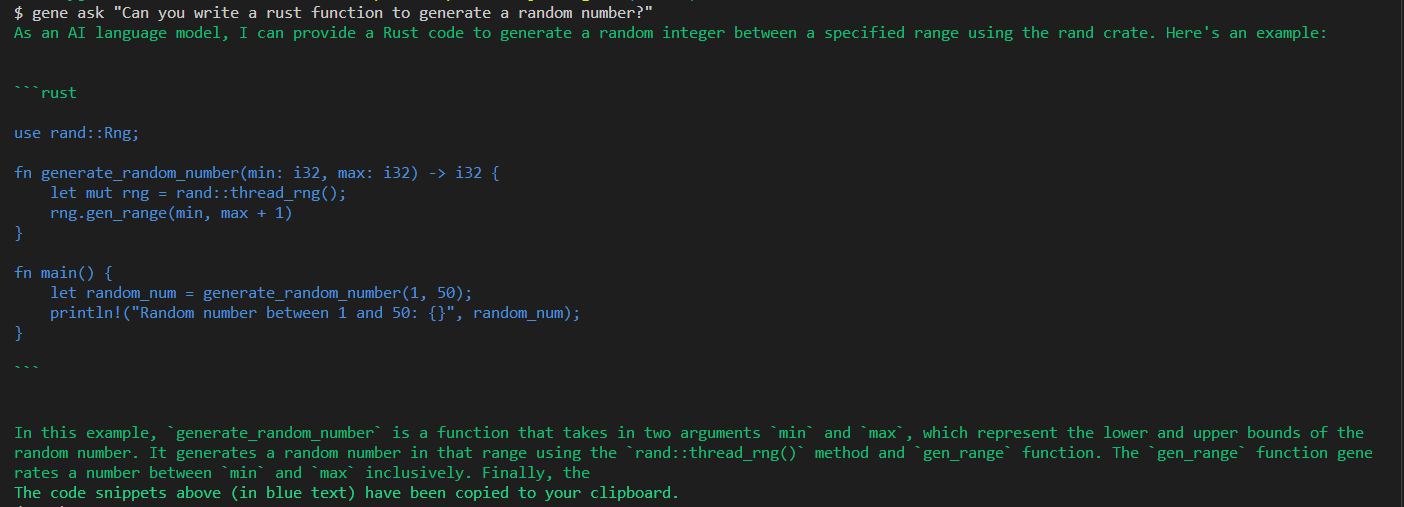 $ gene ask "Can you write a rust function to generate a random number?"
As an AI language model, I can provide a Rust code to generate a random integer between a specified range using the rand crate. Here's an example:
```rust
use rand::Rng;
fn generate_random_number(min: i32, max: i32) -> i32 {
    let mut rng = rand::thread_rng();
    rng.gen_range(min, max + 1)
}
fn main() {
    let random_num = generate_random_number(1, 50);
    println!("Random number between 1 and 50: {}", random_num);
}
```
In this example, `generate_random_number` is a function that takes in two arguments `min` and `max`, which represent the lower and upper bounds of the
random number. It generates a random number in that range using the `rand::thread_rng()` method and `gen_range` function. The `gen_range` function gene
rates a number between `min` and `max` inclusively. Finally, the
The code snippets above (in blue text) have been copied to your clipboard.